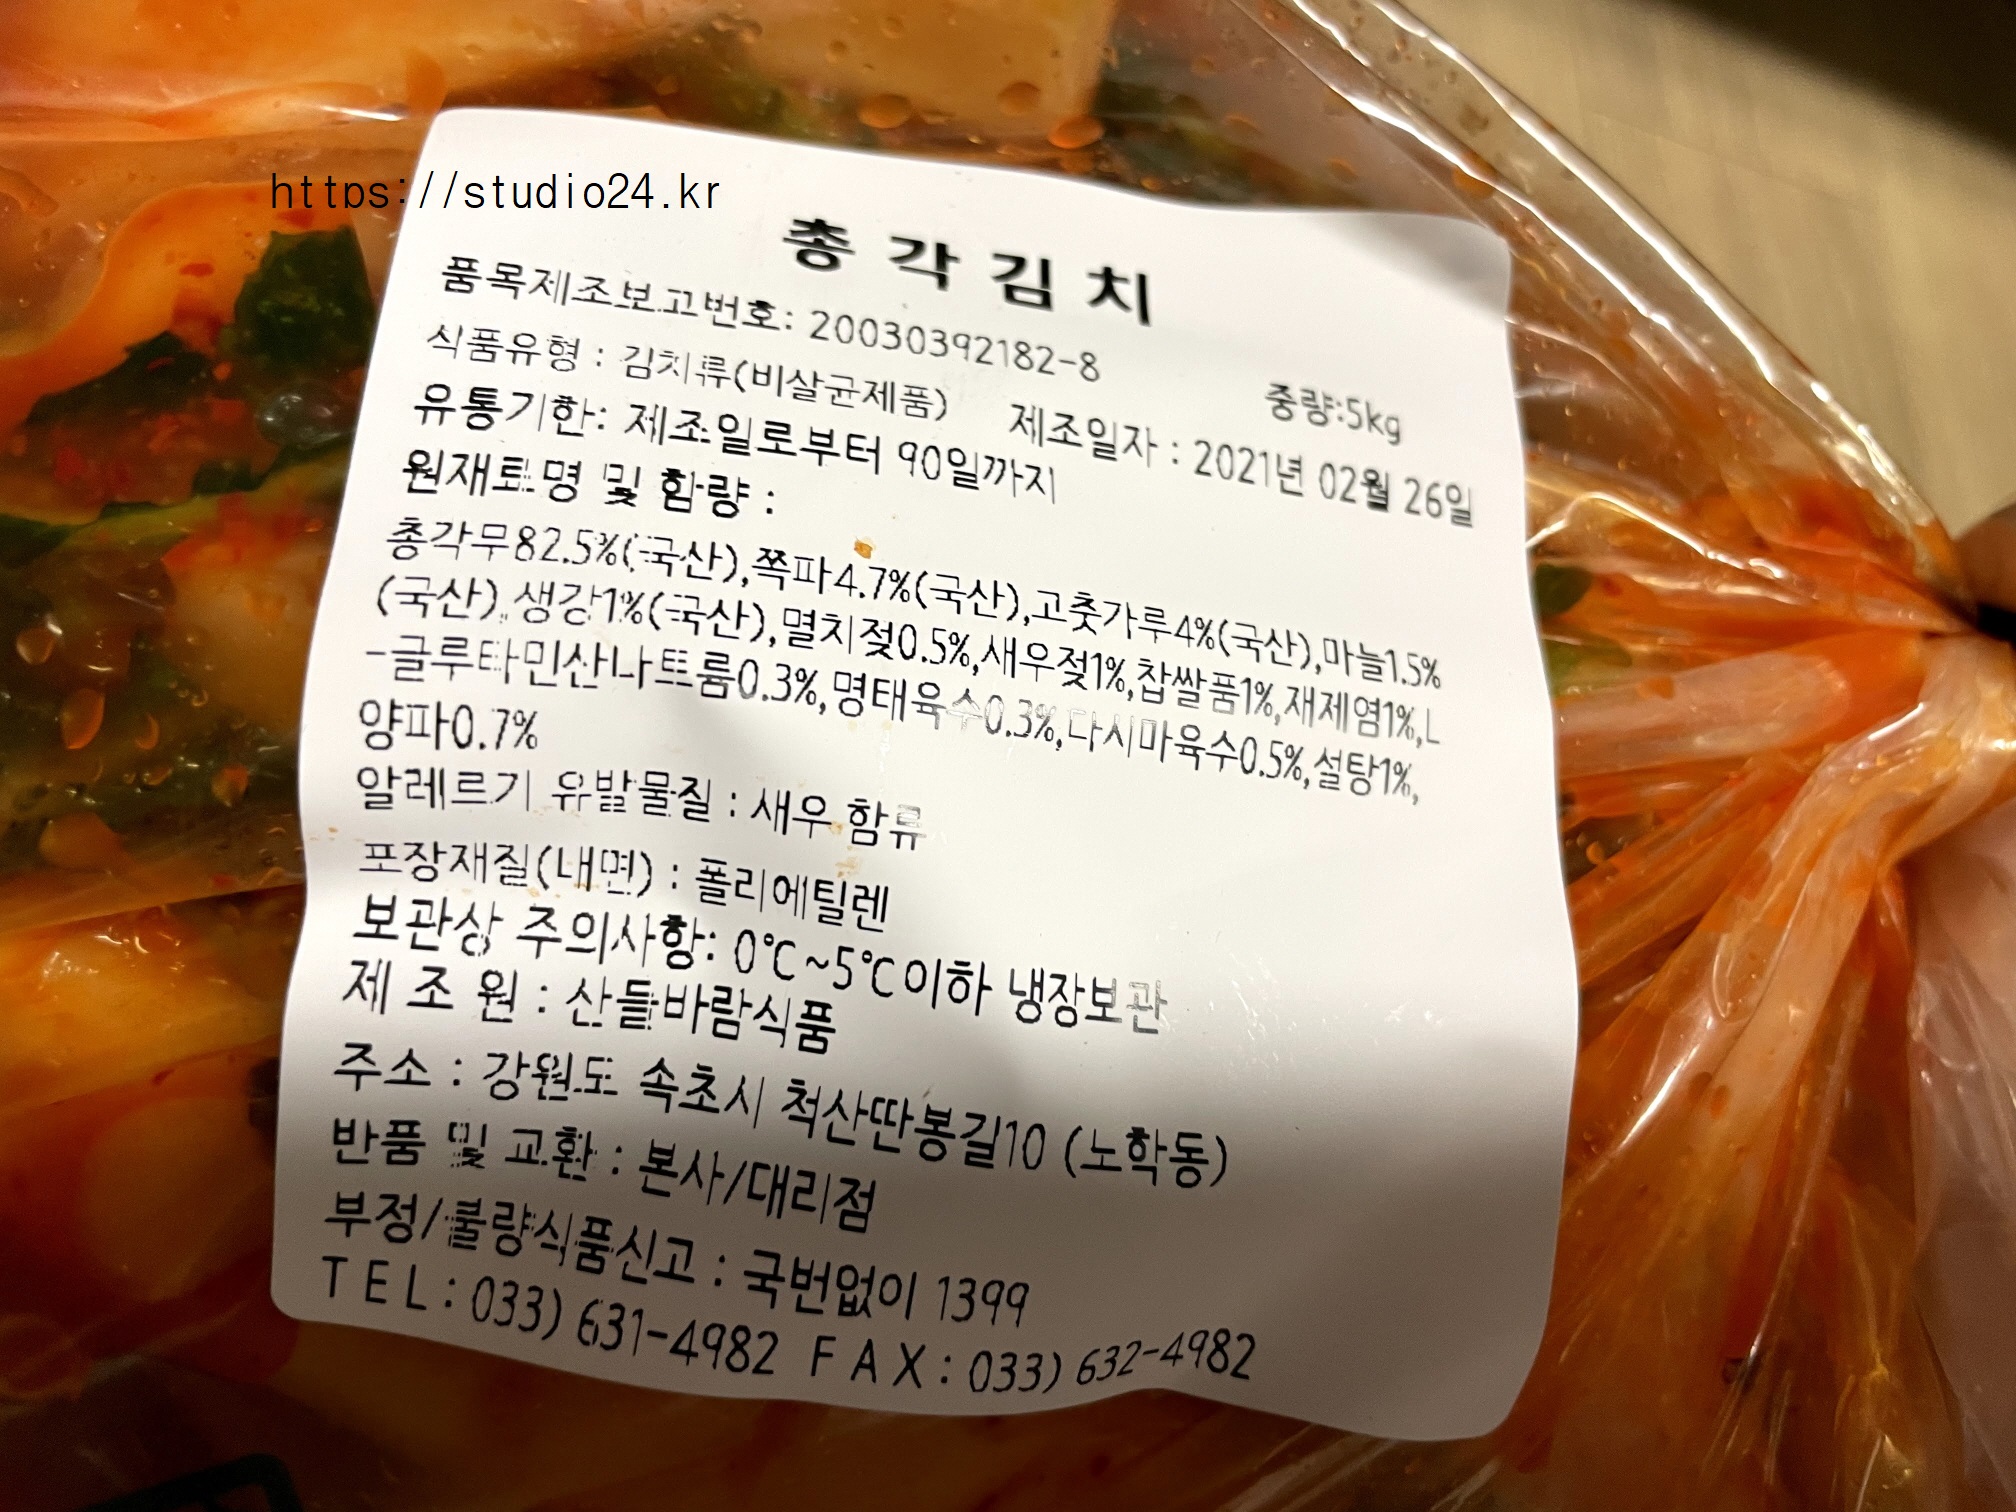 https://studio24.kr
총각김치
품목제조보고번호: 20030392182-8
중량:5kg
식품유형 : 김치류(비살균제품)
제조일자 : 2021년 02월 26일
유통기한: 제조일로부터 90일까지
원재료명 및 함량 :
총각무82.5%(국산),쪽파4.7%(국산),고춧가루4%(국산),마늘1.5%
(국산),생강1%(국산),멸치젖0.5%,새우젖1%,찹쌀품1%,재제염1%,L
-글루타민산나트륨0.3%,명태육수0.3%,다시마육수0.5%,설탕1%,
양파0.7%
알레르기 유발물질 : 새우 함류
포장재질(내면) : 폴리에틸렌
보관상 주의사항: 0℃~5℃이하 냉장보관
제 조 원 : 산들바람식품
주소 : 강원도 속초시 척산딴봉길10 (노학동)
반품 및 교환 : 본사/대리점
부정/불량식품신고 : 국번없이 1399
TEL: 033) 631-4982 FAX: 033) 632-4982